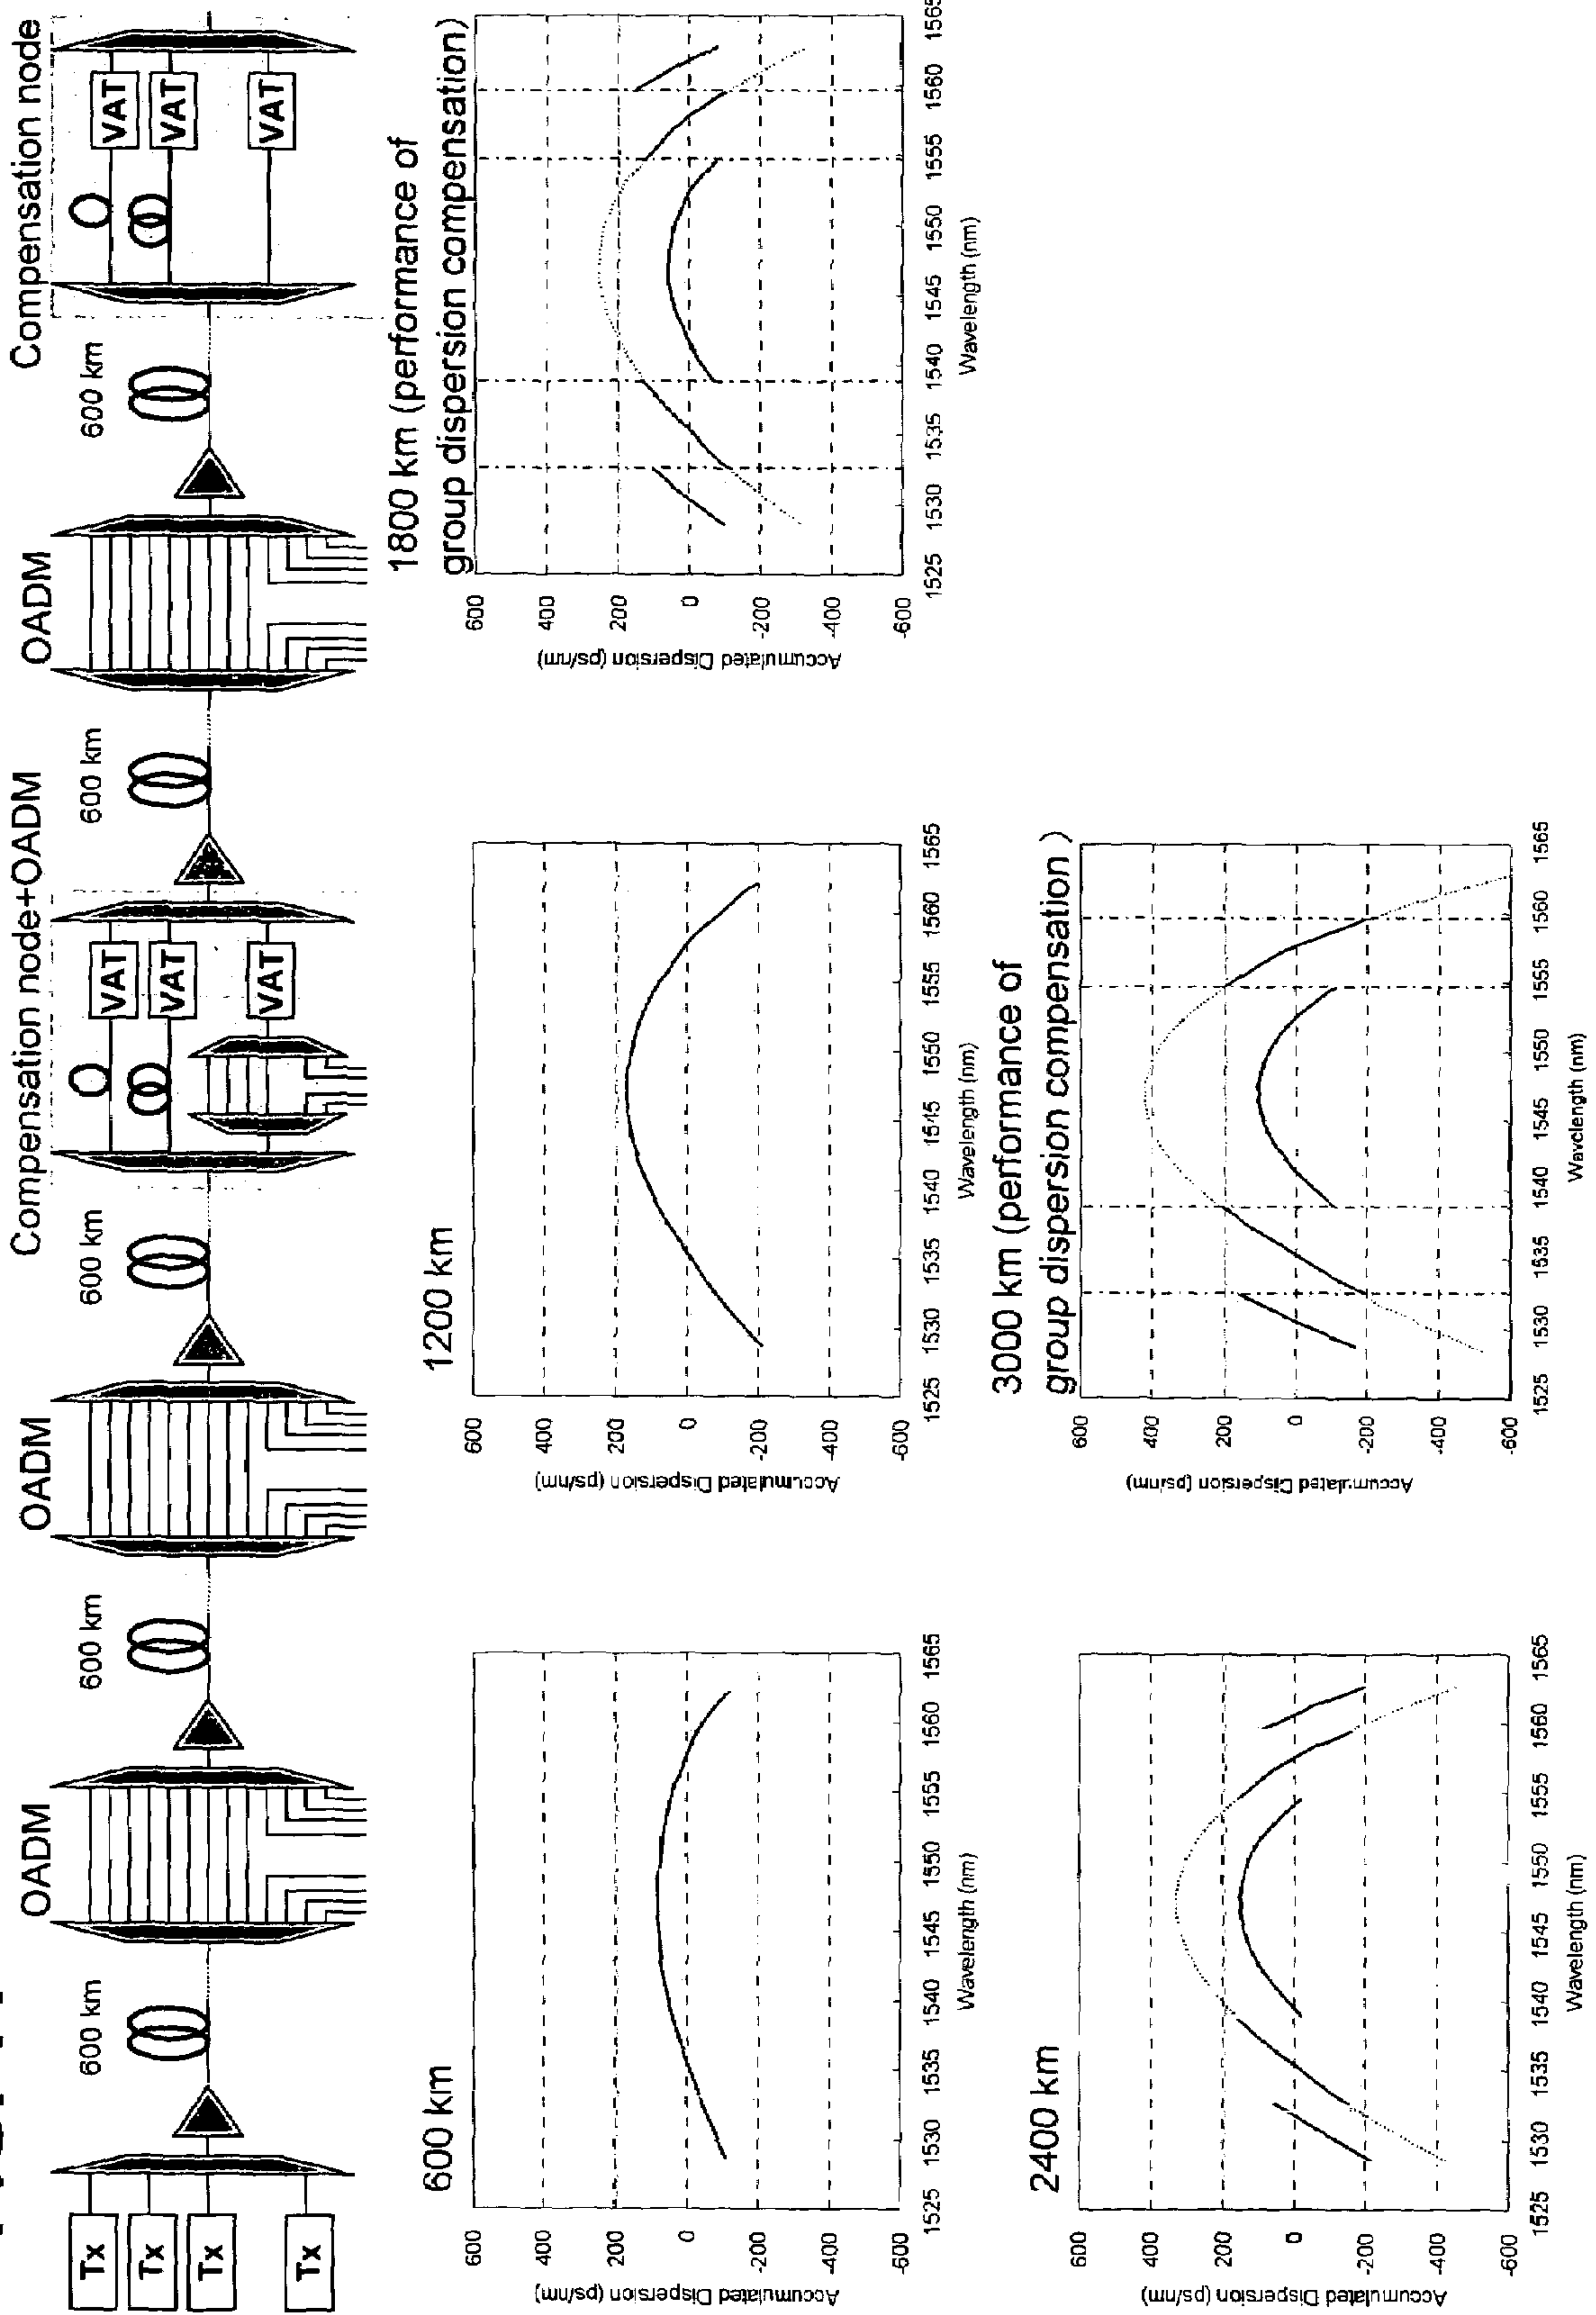 OADM
OADM
Compensation node+OADM
OADM
Compensation node
Tx
Tx
Tx
Tx
600 km
600 km
600 km
600 km
600 km
VAT
VAT
VAT
VAT
VAT
VAT
600 km
Accumulated Dispersion (ps/nm)
600
400
200
0
-200
-400
-600
1525
1530
1535
1540
1545
1550
1555
1560
1565
Wavelength (nm)
1200 km
Accumulated Dispersion (ps/nm)
600
400
200
0
-200
-400
-600
1525
1530
1535
1540
1545
1550
1555
1560
1565
Wavelength (nm)
1800 km (performance of
group dispersion compensation)
Accumulated Dispersion (ps/nm)
600
400
200
0
-200
-400
-600
1525
1530
1535
1540
1545
1550
1555
1560
1565
Wavelength (nm)
2400 km
Accumulated Dispersion (ps/nm)
600
400
200
0
-200
-400
-600
1525
1530
1535
1540
1545
1550
1555
1560
1565
Wavelength (nm)
3000 km (performance of
group dispersion compensation )
Accumulated Dispersion (ps/nm)
600
400
200
0
-200
-400
-600
1525
1530
1535
1540
1545
1550
1555
1560
1565
Wavelength (nm)